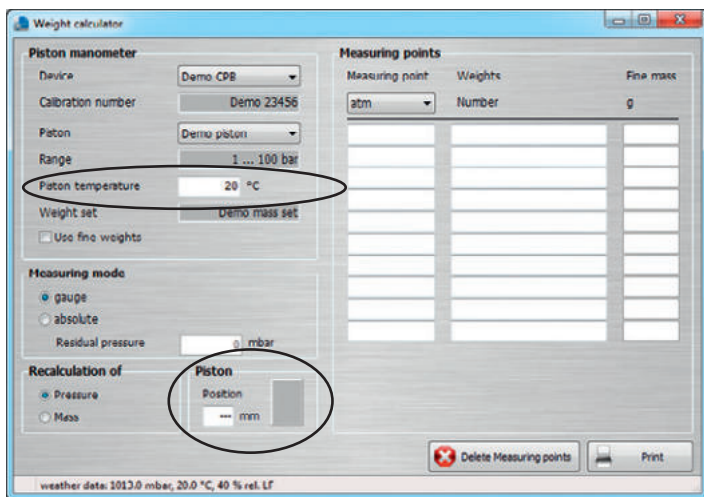 Weight calculator
Piston manometer
Device Demo CPB
Calibration number Demo 23456
Piston Demo piston
Range 1 ... 100 bar
Piston temperature 20 °C
Weight set Demo mass set
Use fine weights
Measuring mode
gauge
absolute
Residual pressure 0 mbar
Recalculation of
Pressure
Mass
Piston
Position
--- mm
Measuring points
Measuring point Weights Fine mass
atm Number g
Delete Measuring points Print
weather data: 1013.0 mbar, 20.0 °C, 40 % rel. LF